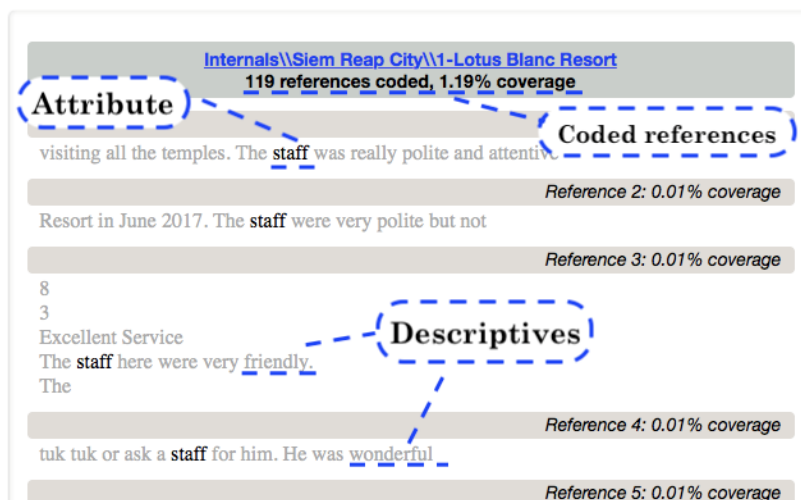 Internals\\Siem Reap City\\1-Lotus Blanc Resort
119 references coded, 1.19% coverage
Attribute
Coded references
visiting all the temples. The staff was really polite and attentive
Reference 2: 0.01% coverage
Resort in June 2017. The staff were very polite but not
Reference 3: 0.01% coverage
8
3
Excellent Service
Descriptives
The staff here were very friendly.
The
Reference 4: 0.01% coverage
tuk tuk or ask a staff for him. He was wonderful
Reference 5: 0.01% coverage